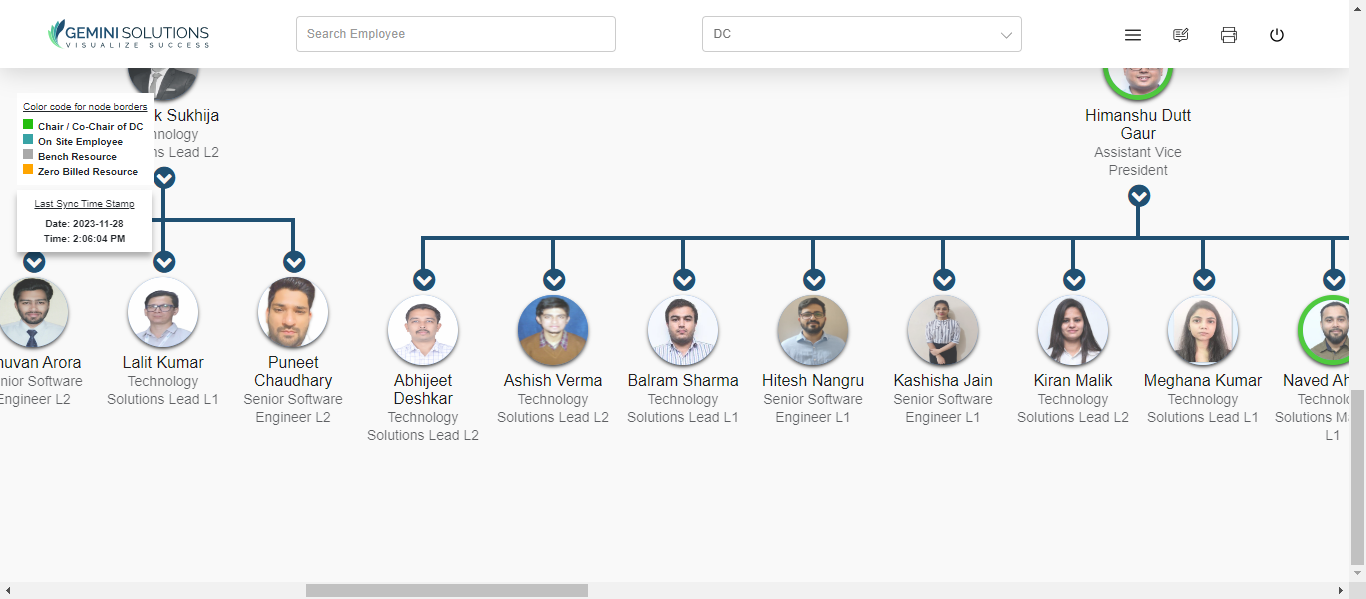 GEMINI SOLUTIONS
VISUALIZE SUCCESS
Search Employee
DC
Color code for node borders
Chair / Co-Chair of DC
On Site Employee
Bench Resource
Zero Billed Resource
Last Sync Time Stamp
Date: 2023-11-28
Time: 2:06:04 PM
k Sukhija
nology
ns Lead L2
Himanshu Dutt
Gaur
Assistant Vice
President
uvan Arora
nior Software
Engineer L2
Lalit Kumar
Technology
Solutions Lead L1
Puneet
Chaudhary
Senior Software
Engineer L2
Abhijeet
Deshkar
Technology
Solutions Lead L2
Ashish Verma
Technology
Solutions Lead L2
Balram Sharma
Technology
Solutions Lead L1
Hitesh Nangru
Senior Software
Engineer L1
Kashisha Jain
Senior Software
Engineer L1
Kiran Malik
Technology
Solutions Lead L2
Meghana Kumar
Technology
Solutions Lead L1
Naved Ah
Technolo
Solutions M
L1